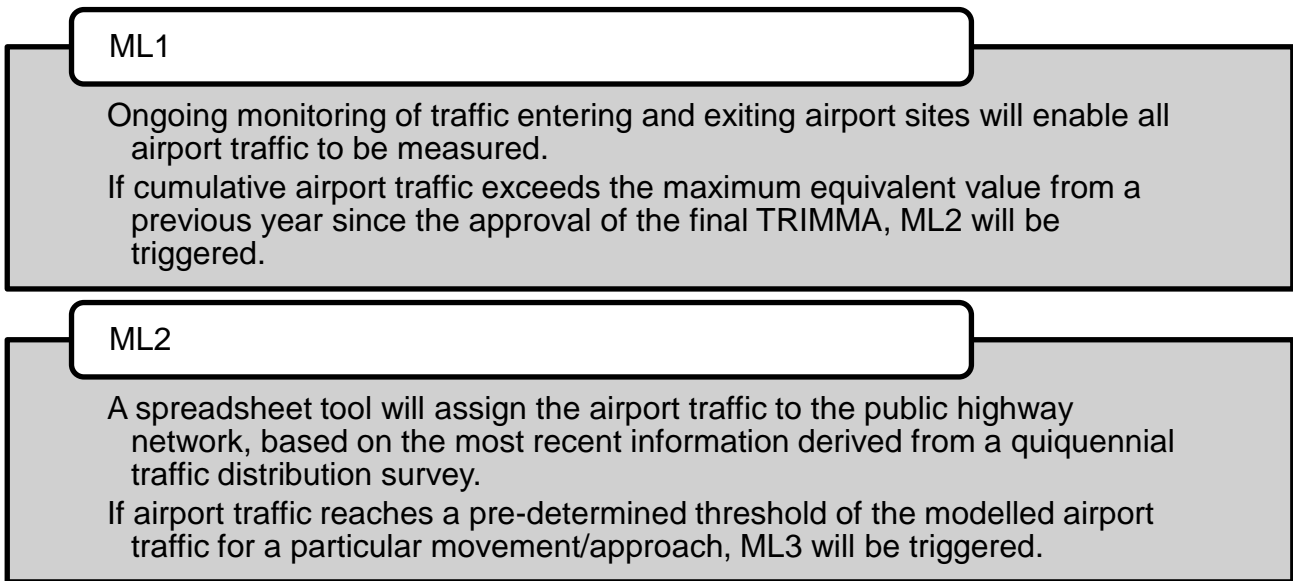 ML1
Ongoing monitoring of traffic entering and exiting airport sites will enable all
airport traffic to be measured.
If cumulative airport traffic exceeds the maximum equivalent value from a
previous year since the approval of the final TRIMMA, ML2 will be
triggered.
ML2
A spreadsheet tool will assign the airport traffic to the public highway
network, based on the most recent information derived from a quiquennial
traffic distribution survey.
If airport traffic reaches a pre-determined threshold of the modelled airport
traffic for a particular movement/approach, ML3 will be triggered.